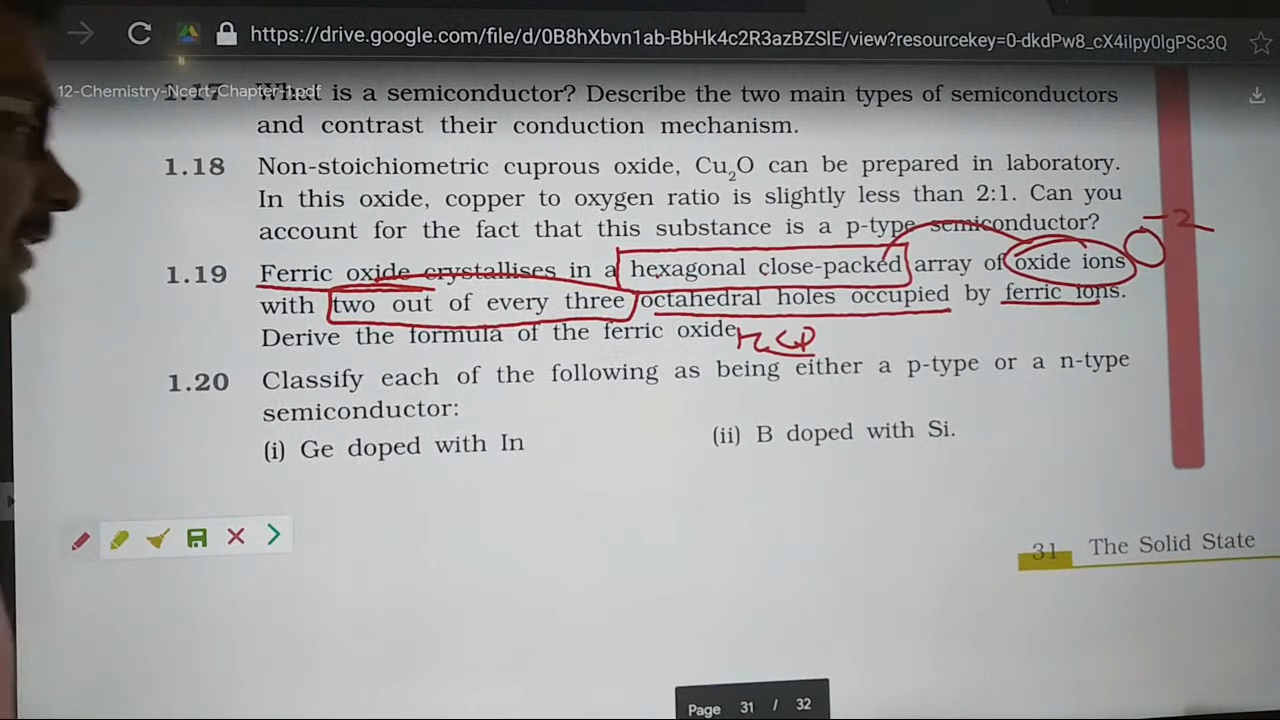 https://drive.google.com/file/d/0B8hXbvn1ab-BbHk4c2R3azBZSlE/view?resourcekey=0-dkdPw8_cX4ilpy0lgPSc3Q
12-Chemistry-Ncert-Chapter-1.pdf
1.17 What is a semiconductor? Describe the two main types of semiconductors
and contrast their conduction mechanism.
1.18 Non-stoichiometric cuprous oxide, Cu₂O can be prepared in laboratory.
In this oxide, copper to oxygen ratio is slightly less than 2:1. Can you
account for the fact that this substance is a p-type semiconductor?
O⁻²
1.19 Ferric oxide crystallises in a hexagonal close-packed array of oxide ions
with two out of every three octahedral holes occupied by ferric ions.
Derive the formula of the ferric oxide
hcp
1.20 Classify each of the following as being either a p-type or a n-type
semiconductor:
(i) Ge doped with In (ii) B doped with Si.
31 The Solid State
Page 31 / 32